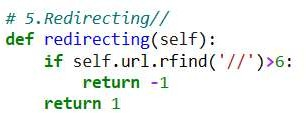 # 5.Redirecting//
def redirecting(self):
    if self.url.rfind('//')>6:
        return -1
    return 1